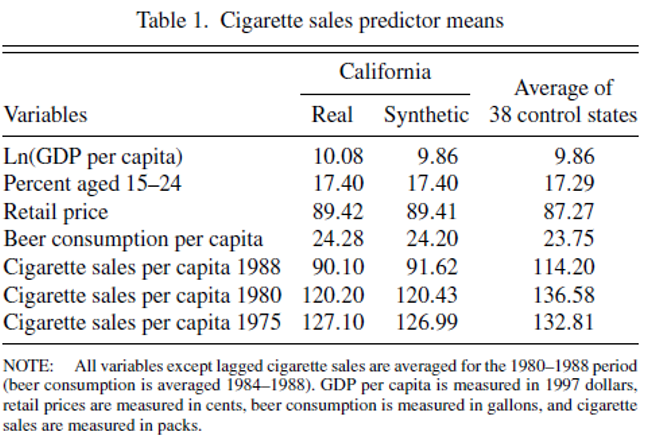 Table 1. Cigarette sales predictor means
California
Average of
Variables Real Synthetic 38 control states
Ln(GDP per capita) 10.08 9.86 9.86
Percent aged 15–24 17.40 17.40 17.29
Retail price 89.42 89.41 87.27
Beer consumption per capita 24.28 24.20 23.75
Cigarette sales per capita 1988 90.10 91.62 114.20
Cigarette sales per capita 1980 120.20 120.43 136.58
Cigarette sales per capita 1975 127.10 126.99 132.81
NOTE: All variables except lagged cigarette sales are averaged for the 1980–1988 period
(beer consumption is averaged 1984–1988). GDP per capita is measured in 1997 dollars,
retail prices are measured in cents, beer consumption is measured in gallons, and cigarette
sales are measured in packs.